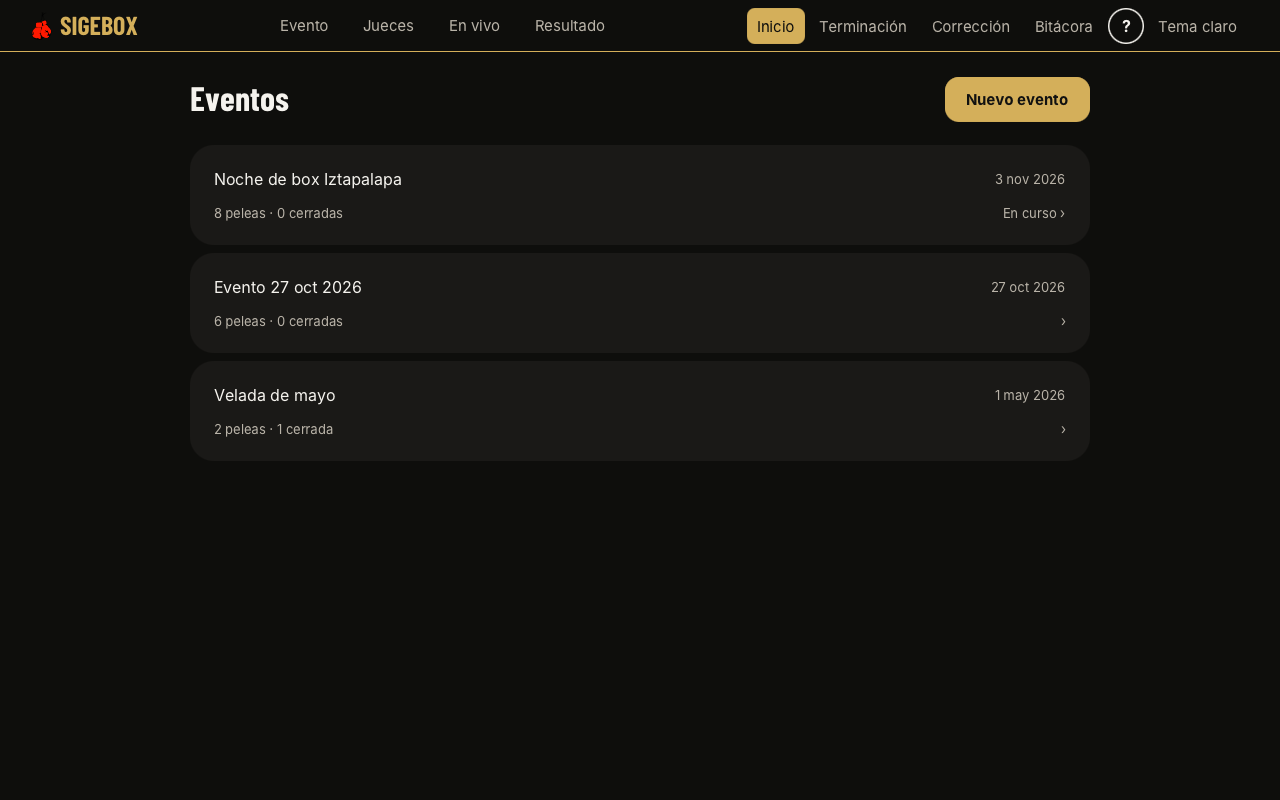 SIGEBOX Evento Jueces En vivo Resultado Inicio Terminación Corrección Bitácora ? Tema claro
Eventos Nuevo evento
Noche de box Iztapalapa 3 nov 2026
8 peleas · 0 cerradas En curso ›
Evento 27 oct 2026 27 oct 2026
6 peleas · 0 cerradas ›
Velada de mayo 1 may 2026
2 peleas · 1 cerrada ›